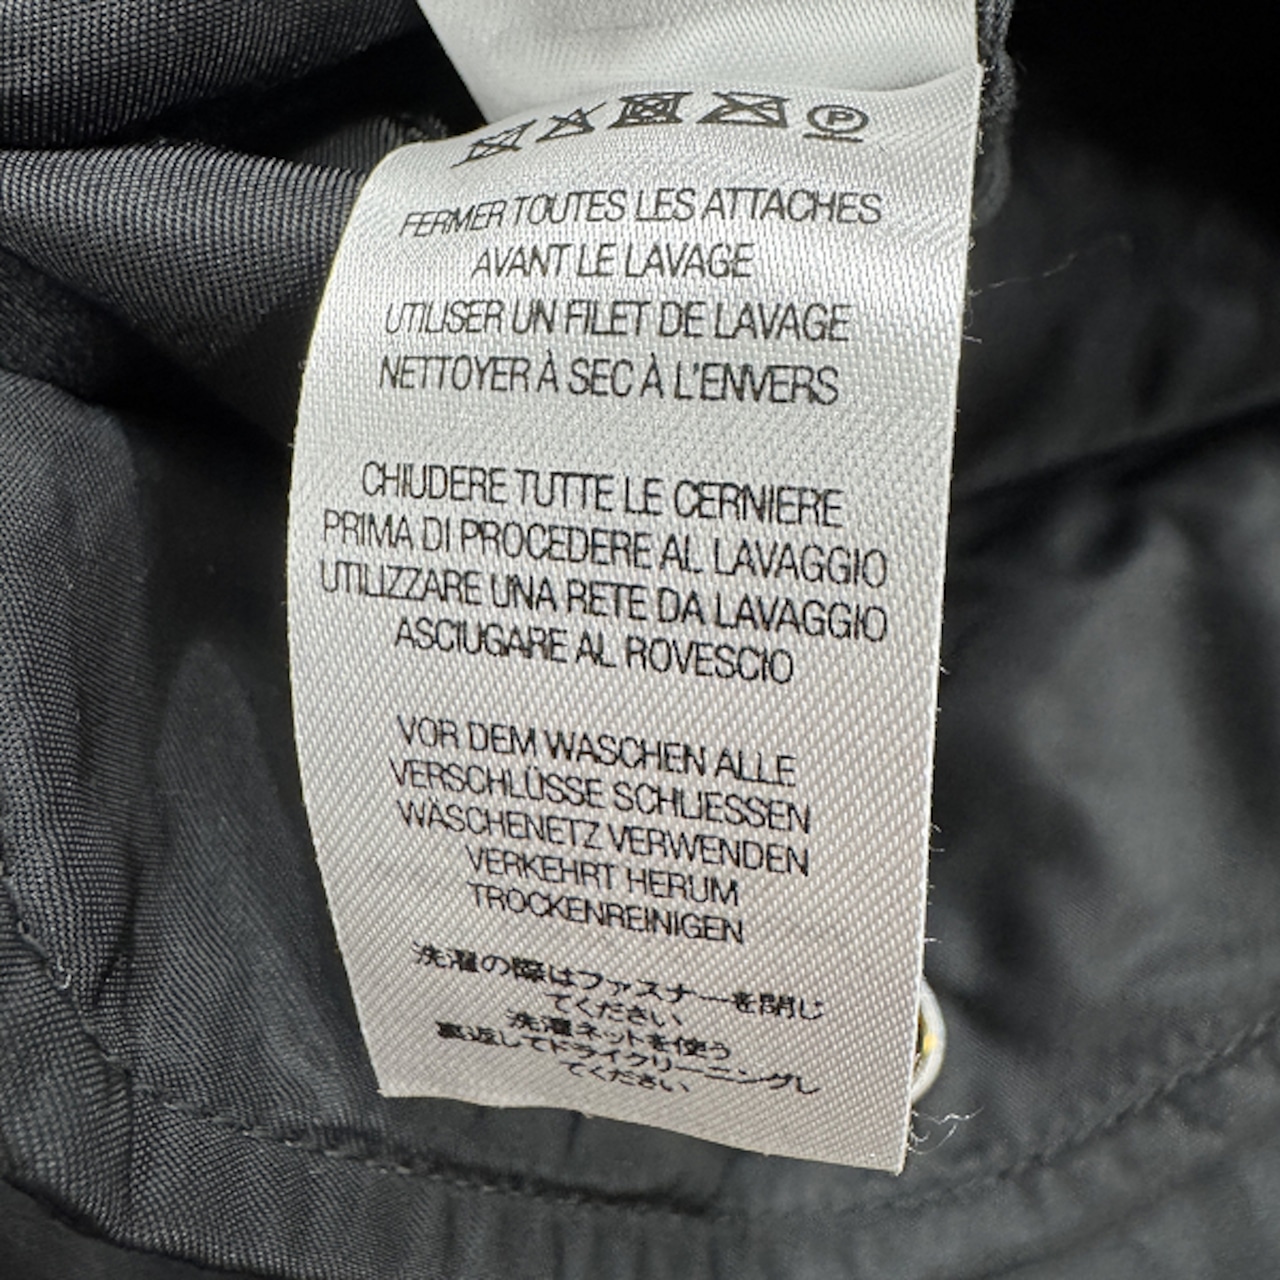 P
FERMER TOUTES LES ATTACHES
AVANT LE LAVAGE
UTILISER UN FILET DE LAVAGE
NETTOYER À SEC À L'ENVERS
CHIUDERE TUTTE LE CERNIERE
PRIMA DI PROCEDERE AL LAVAGGIO
UTILIZZARE UNA RETE DA LAVAGGIO
ASCIUGARE AL ROVESCIO
VOR DEM WASCHEN ALLE
VERSCHLÜSSE SCHLIESSEN
WÄSCHENETZ VERWENDEN
VERKEHRT HERUM
TROCKENREINIGEN
洗濯の際はファスナーを閉じ
てください
洗濯ネットを使う
裏返してドライクリーニングし
てください